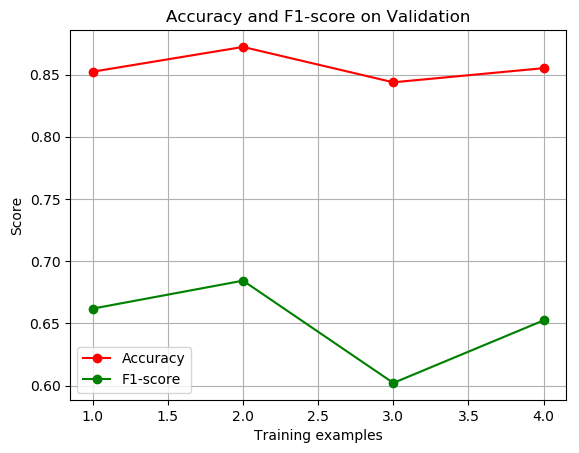 Accuracy and F1-score on Validation
0.85
0.80
0.75
0.70
0.65
0.60
Score
Accuracy
F1-score
1.0 1.5 2.0 2.5 3.0 3.5 4.0
Training examples